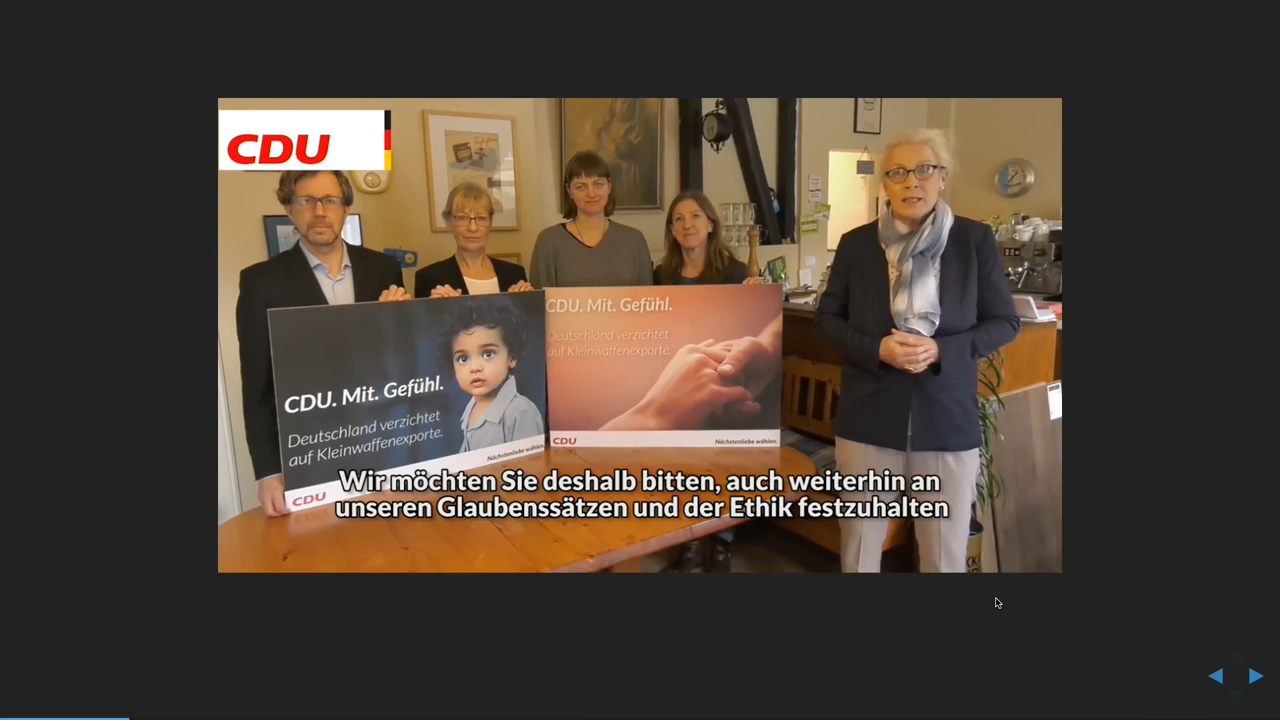 CDU
CDU. Mit. Gefühl.
Deutschland verzichtet
auf Kleinwaffenexporte.
Nächstenliebe wählen.
CDU
CDU. Mit. Gefühl.
Deutschland verzichtet
auf Kleinwaffenexporte.
CDU
Nächstenliebe wählen.
Wir möchten Sie deshalb bitten, auch weiterhin an
unseren Glaubenssätzen und der Ethik festzuhalten